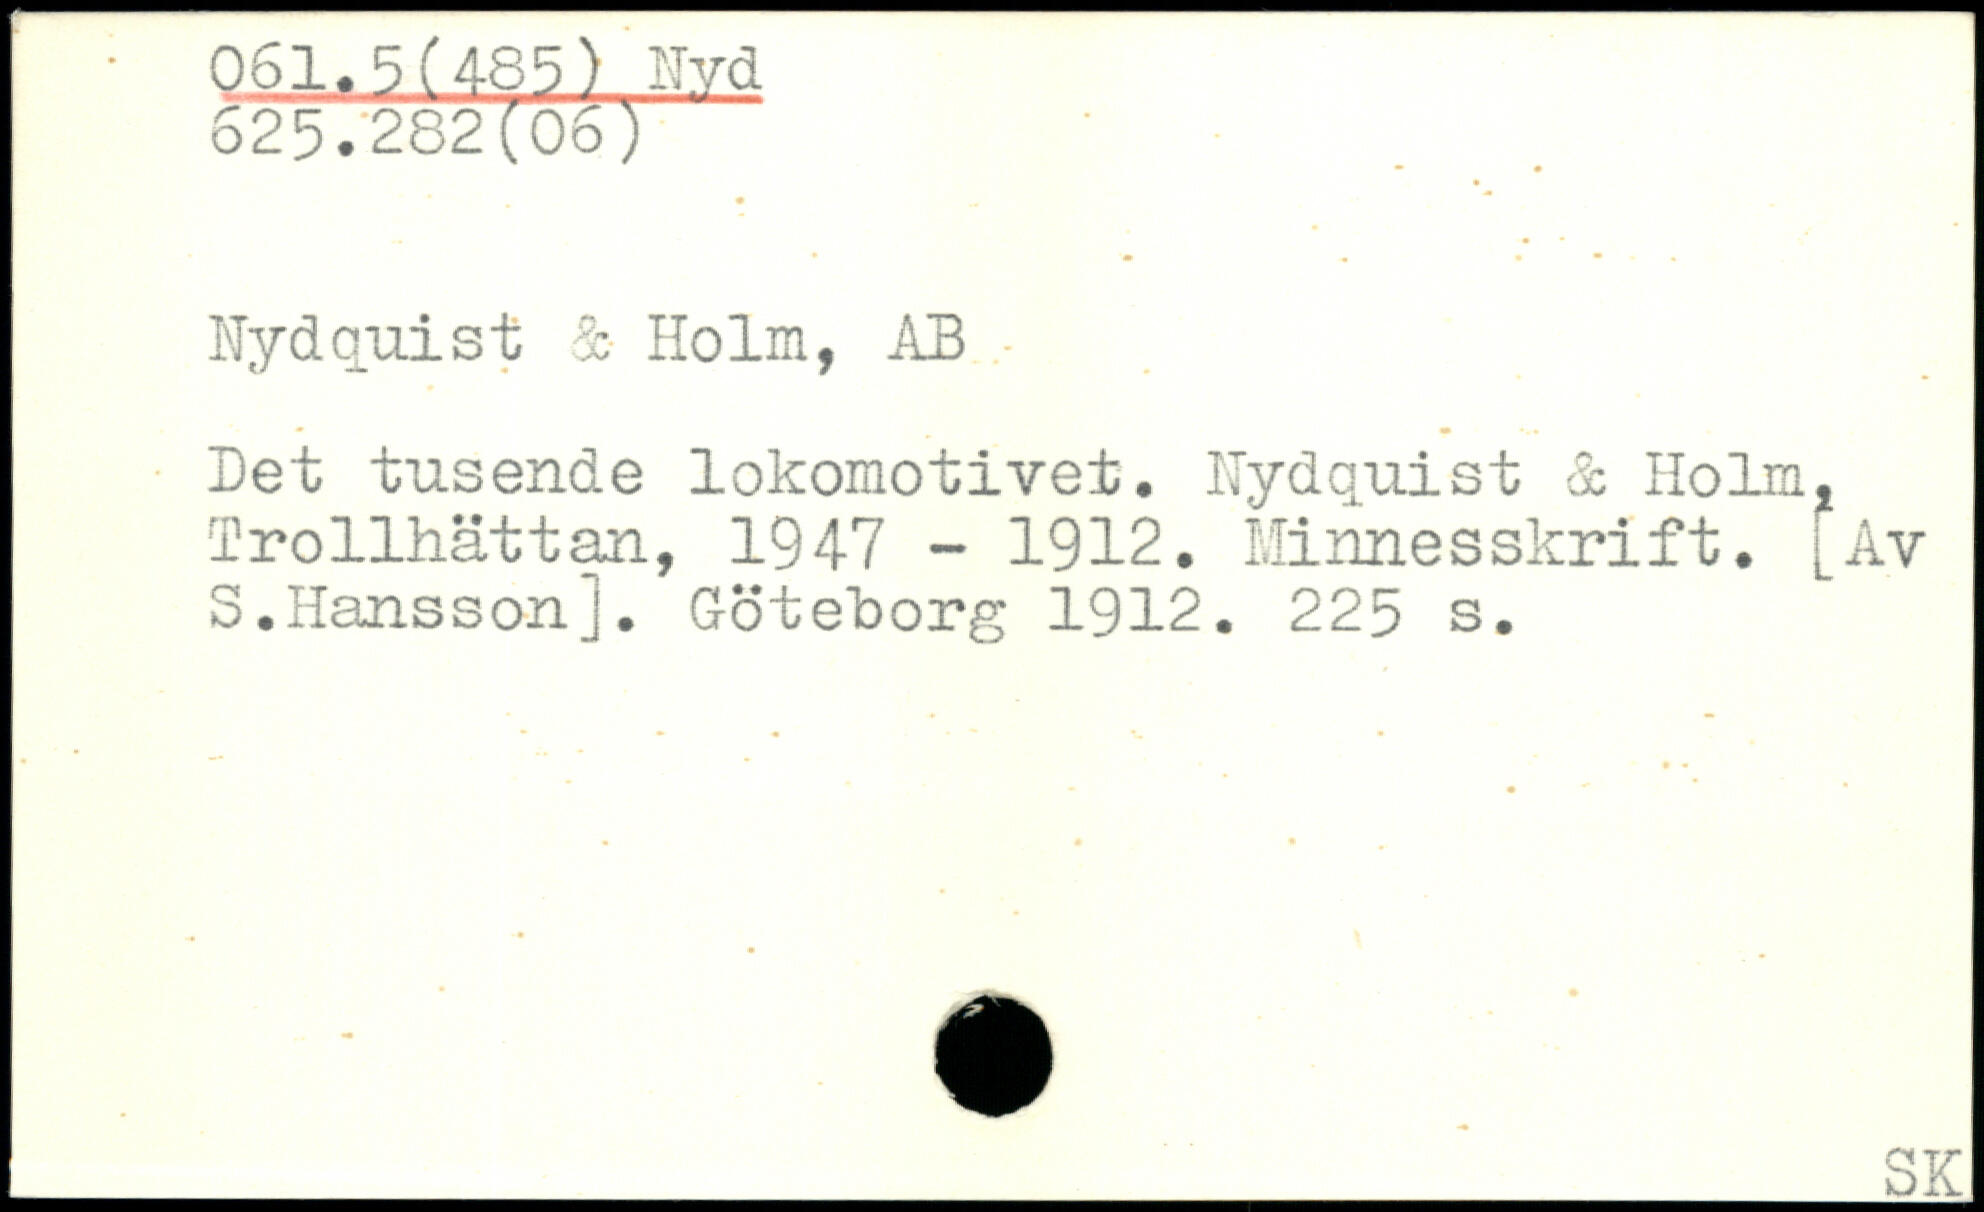 061.5(485) Nyd
625.282(06)
Nydquist & Holm, AB
Det tusende lokomotivet. Nydquist & Holm,
Trollhättan, 1947 - 1912. Minnesskrift. [Av
S.Hansson]. Göteborg 1912. 225 s.
SK